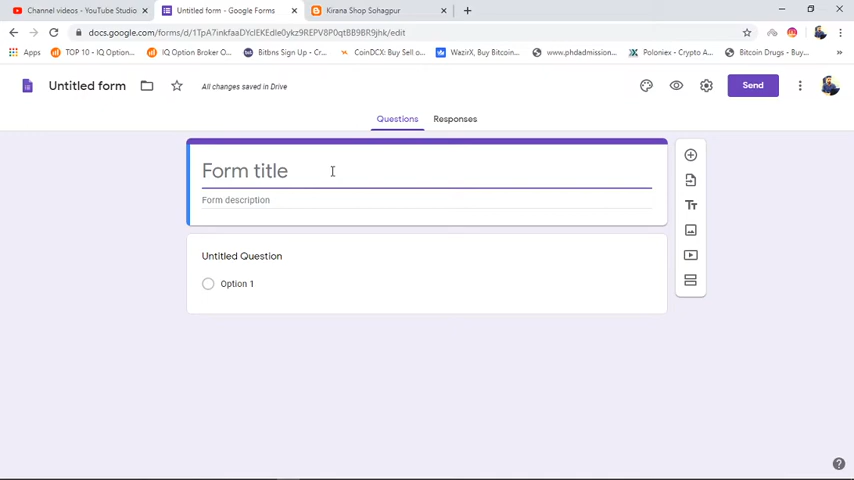 Channel videos - YouTube Studio
Untitled form - Google Forms
Kirana Shop Sohagpur
docs.google.com/forms/d/1TpA7inkfaaDYclEKEdIe0ykz9REPV8P0qtBB9BR9jhk/edit
Apps
TOP 10 - IQ Option...
IQ Option Broker O...
Bitbns Sign Up - Cr...
CoinDCX: Buy Sell o...
WazirX, Buy Bitcoin...
www.phdadmission...
Poloniex - Crypto A...
Bitcoin Drugs - Buy...
Untitled form
All changes saved in Drive
Send
Questions Responses
Form title
Form description
Untitled Question
Option 1